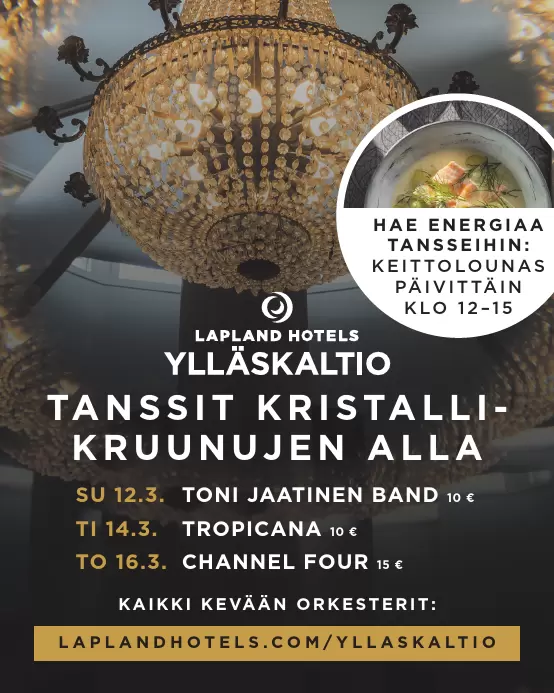 HAE ENERGIAA
TANSSEIHIN:
KEITTOLOUNAS
PÄIVITTÄIN
KLO 12–15
LAPLAND HOTELS
YLLÄSKALTIO
TANSSIT KRISTALLI-
KRUUNUJEN ALLA
SU 12.3. TONI JAATINEN BAND 10 €
TI 14.3. TROPICANA 10 €
TO 16.3. CHANNEL FOUR 15 €
KAIKKI KEVÄÄN ORKESTERIT:
LAPLANDHOTELS.COM/YLLASKALTIO